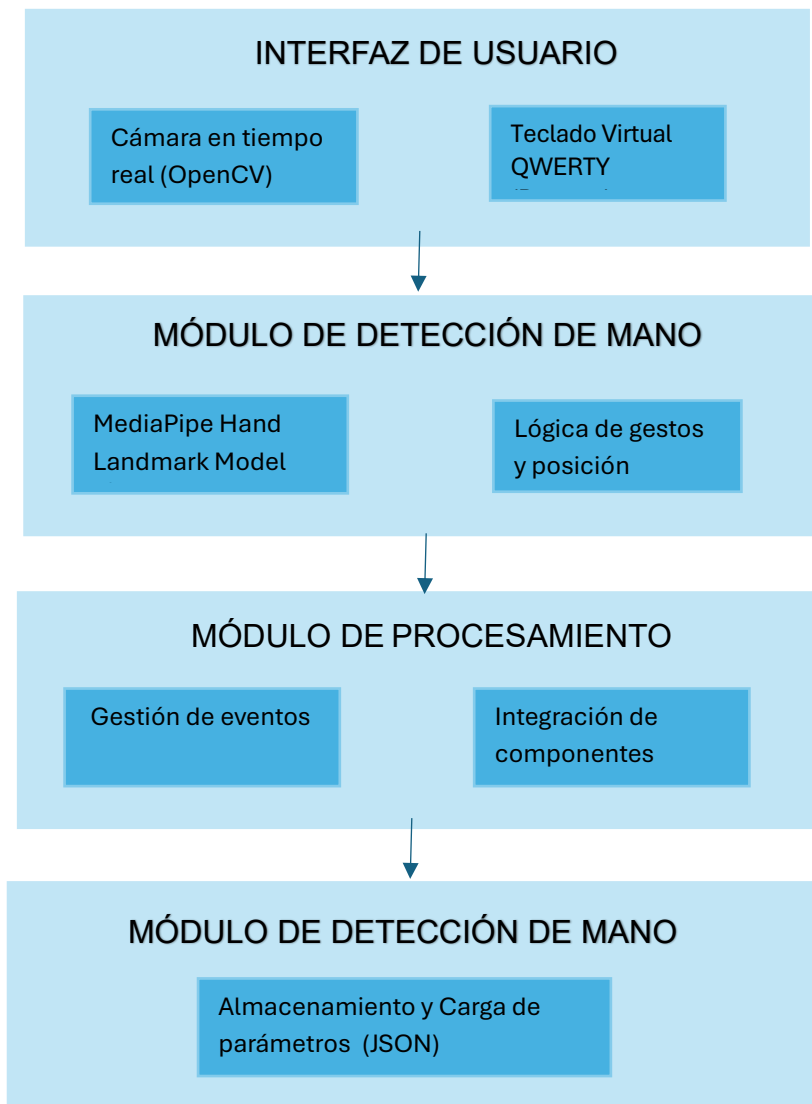 INTERFAZ DE USUARIO
Cámara en tiempo
real (OpenCV)
Teclado Virtual
QWERTY
MÓDULO DE DETECCIÓN DE MANO
MediaPipe Hand
Landmark Model
Lógica de gestos
y posición
MÓDULO DE PROCESAMIENTO
Gestión de eventos
Integración de
componentes
MÓDULO DE DETECCIÓN DE MANO
Almacenamiento y Carga de
parámetros (JSON)